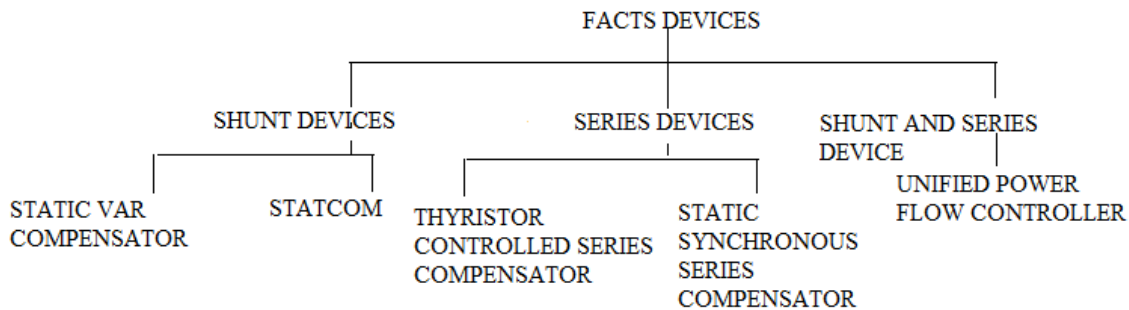 FACTS DEVICES
SHUNT DEVICES
SERIES DEVICES
SHUNT AND SERIES
DEVICE
STATIC VAR
COMPENSATOR
STATCOM
THYRISTOR
CONTROLLED SERIES
COMPENSATOR
STATIC
SYNCHRONOUS
SERIES
COMPENSATOR
UNIFIED POWER
FLOW CONTROLLER